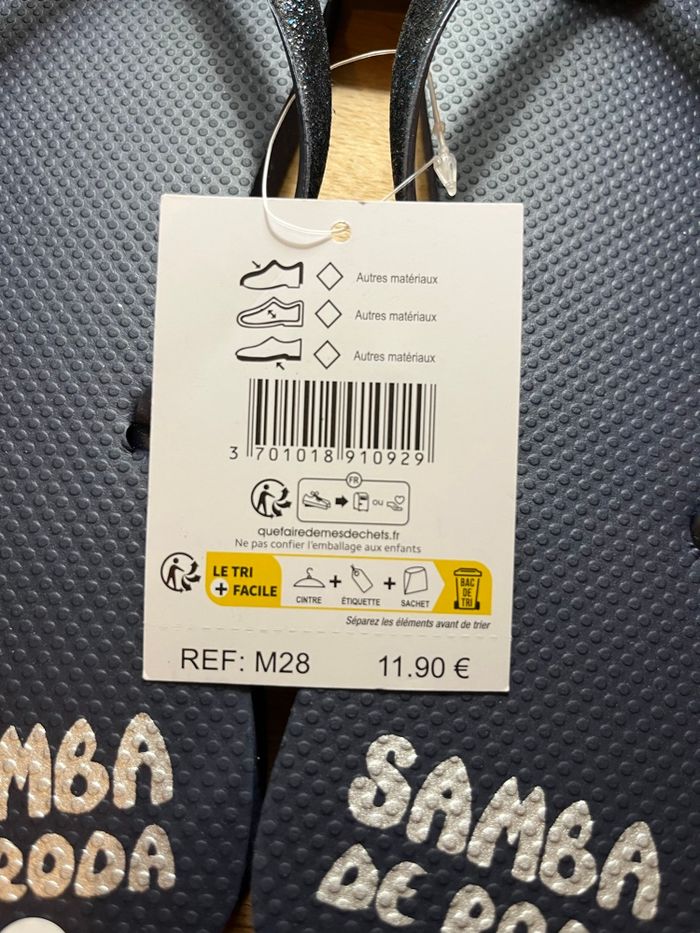 Autres matériaux
Autres matériaux
Autres matériaux
3 701018 910929
FR
OU
quefairedemesdechets.fr
Ne pas confier l'emballage aux enfants
LE TRI
+ FACILE
CINTRE + ÉTIQUETTE + SACHET
BAC
DE
TRI
Séparez les éléments avant de trier
REF: M28 11.90 €
MBA
RODA
SAMBA
DE